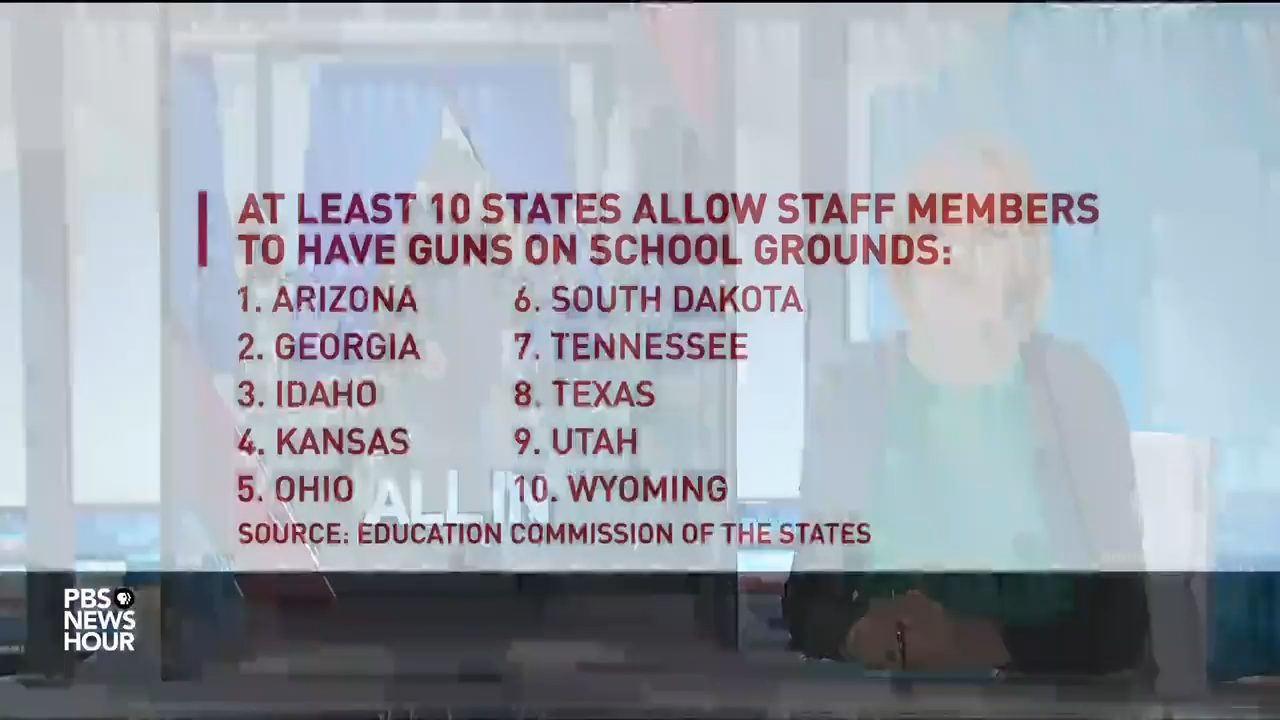 AT LEAST 10 STATES ALLOW STAFF MEMBERS
TO HAVE GUNS ON SCHOOL GROUNDS:
1. ARIZONA
2. GEORGIA
3. IDAHO
4. KANSAS
5. OHIO
6. SOUTH DAKOTA
7. TENNESSEE
8. TEXAS
9. UTAH
10. WYOMING
SOURCE: EDUCATION COMMISSION OF THE STATES
ALL IN
PBS
NEWS
HOUR